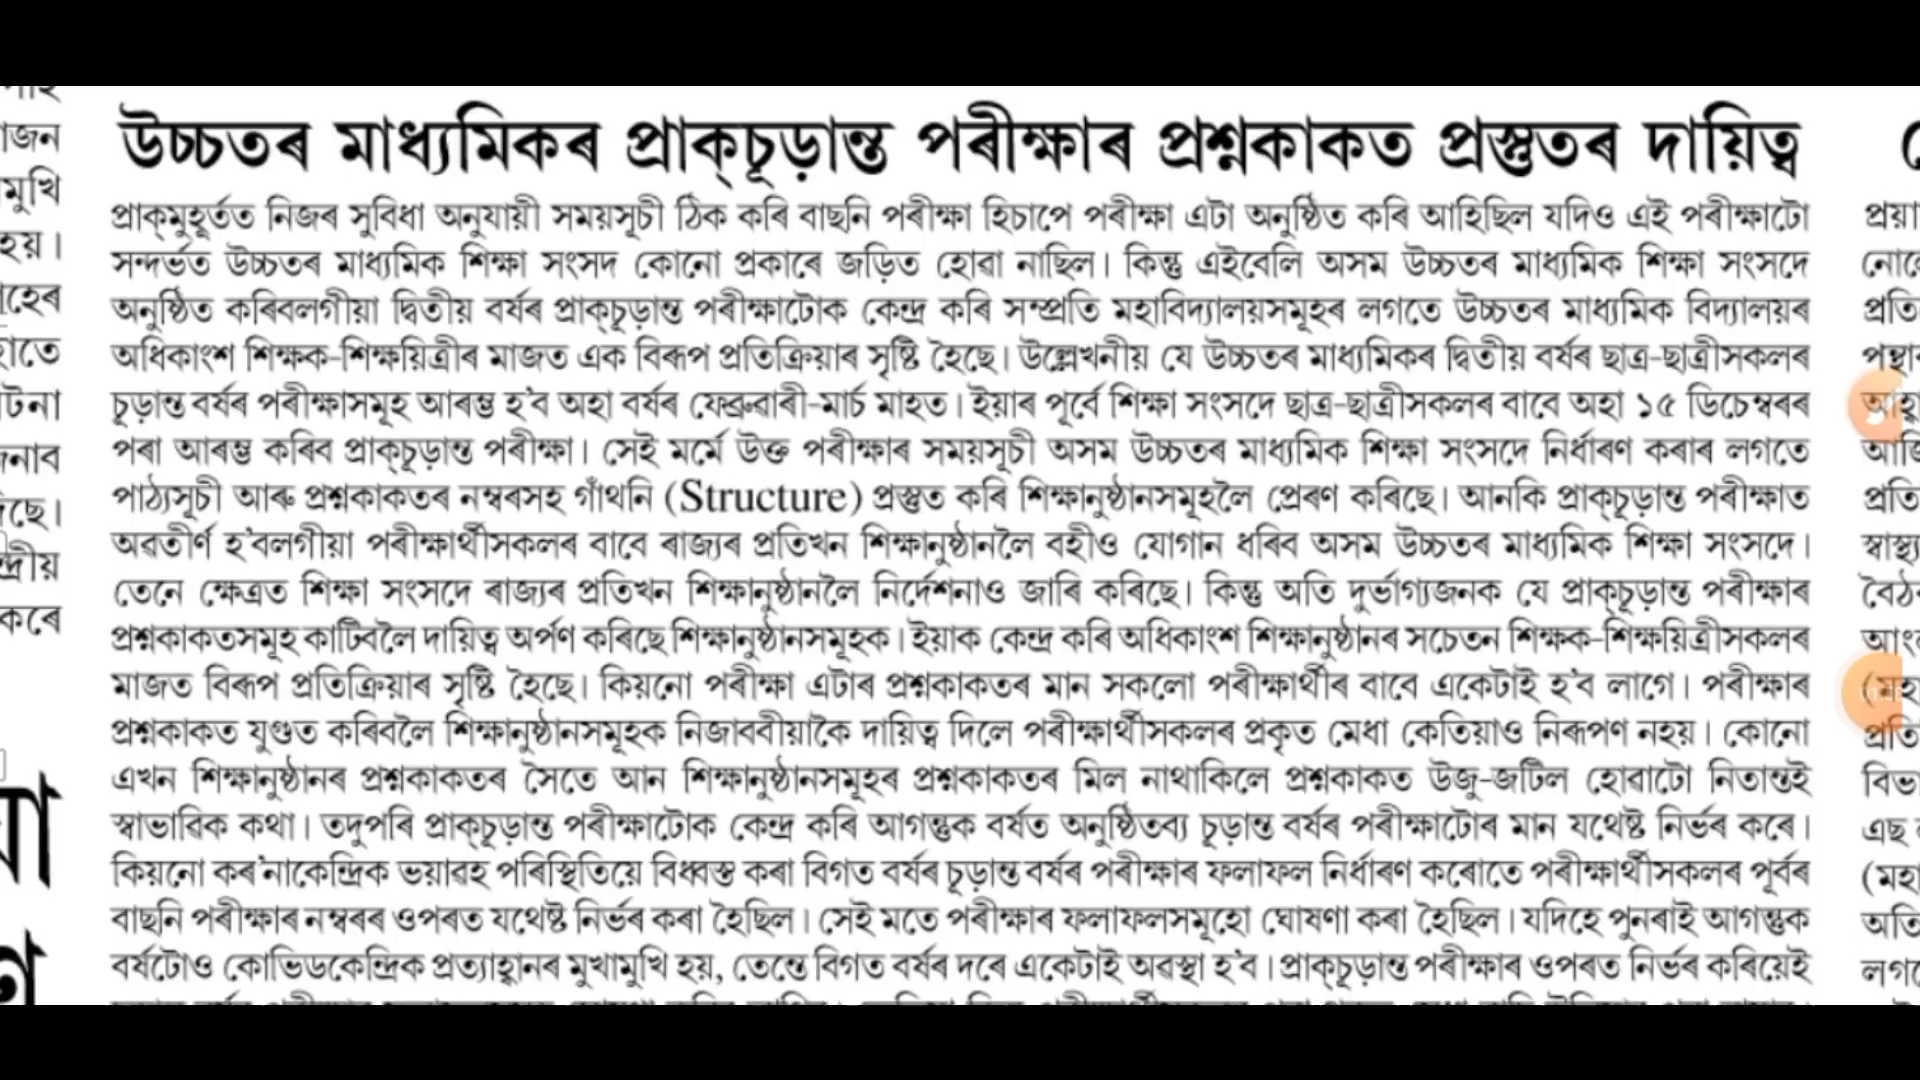 উচ্চতৰ মাধ্যমিকৰ প্ৰাক্‌চূড়ান্ত পৰীক্ষাৰ প্ৰশ্নকাকত প্ৰস্তুতৰ দায়িত্ব
প্ৰাক্‌মুহূৰ্তত নিজৰ সুবিধা অনুযায়ী সময়সূচী ঠিক কৰি বাছনি পৰীক্ষা হিচাপে পৰীক্ষা এটা অনুষ্ঠিত কৰি আহিছিল যদিও এই পৰীক্ষাটো
সন্দৰ্ভত উচ্চতৰ মাধ্যমিক শিক্ষা সংসদ কোনো প্ৰকাৰে জড়িত হোৱা নাছিল। কিন্তু এইবেলি অসম উচ্চতৰ মাধ্যমিক শিক্ষা সংসদে
অনুষ্ঠিত কৰিবলগীয়া দ্বিতীয় বৰ্ষৰ প্ৰাক্‌চূড়ান্ত পৰীক্ষাটোক কেন্দ্ৰ কৰি সম্প্ৰতি মহাবিদ্যালয়সমূহৰ লগতে উচ্চতৰ মাধ্যমিক বিদ্যালয়ৰ
অধিকাংশ শিক্ষক-শিক্ষয়িত্ৰীৰ মাজত এক বিৰূপ প্ৰতিক্ৰিয়াৰ সৃষ্টি হৈছে। উল্লেখনীয় যে উচ্চতৰ মাধ্যমিকৰ দ্বিতীয় বৰ্ষৰ ছাত্ৰ-ছাত্ৰীসকলৰ
চূড়ান্ত বৰ্ষৰ পৰীক্ষাসমূহ আৰম্ভ হ'ব অহা বৰ্ষৰ ফেব্ৰুৱাৰী-মাৰ্চ মাহত। ইয়াৰ পূৰ্বে শিক্ষা সংসদে ছাত্ৰ-ছাত্ৰীসকলৰ বাবে অহা ১৫ ডিচেম্বৰৰ
পৰা আৰম্ভ কৰিব প্ৰাক্‌চূড়ান্ত পৰীক্ষা। সেই মৰ্মে উক্ত পৰীক্ষাৰ সময়সূচী অসম উচ্চতৰ মাধ্যমিক শিক্ষা সংসদে নিৰ্ধাৰণ কৰাৰ লগতে
পাঠ্যসূচী আৰু প্ৰশ্নকাকতৰ নম্বৰসহ গাঁথনি (Structure) প্ৰস্তুত কৰি শিক্ষানুষ্ঠানসমূহলৈ প্ৰেৰণ কৰিছে। আনকি প্ৰাক্‌চূড়ান্ত পৰীক্ষাত
অৱতীৰ্ণ হ'বলগীয়া পৰীক্ষাৰ্থীসকলৰ বাবে ৰাজ্যৰ প্ৰতিখন শিক্ষানুষ্ঠানলৈ বহীও যোগান ধৰিব অসম উচ্চতৰ মাধ্যমিক শিক্ষা সংসদে।
তেনে ক্ষেত্ৰত শিক্ষা সংসদে ৰাজ্যৰ প্ৰতিখন শিক্ষানুষ্ঠানলৈ নিৰ্দেশনাও জাৰি কৰিছে। কিন্তু অতি দুৰ্ভাগ্যজনক যে প্ৰাক্‌চূড়ান্ত পৰীক্ষাৰ
প্ৰশ্নকাকতসমূহ কাটিবলৈ দায়িত্ব অৰ্পণ কৰিছে শিক্ষানুষ্ঠানসমূহক। ইয়াক কেন্দ্ৰ কৰি অধিকাংশ শিক্ষানুষ্ঠানৰ সচেতন শিক্ষক-শিক্ষয়িত্ৰীসকলৰ
মাজত বিৰূপ প্ৰতিক্ৰিয়াৰ সৃষ্টি হৈছে। কিয়নো পৰীক্ষা এটাৰ প্ৰশ্নকাকতৰ মান সকলো পৰীক্ষাৰ্থীৰ বাবে একেটাই হ'ব লাগে। পৰীক্ষাৰ
প্ৰশ্নকাকত যুগুত কৰিবলৈ শিক্ষানুষ্ঠানসমূহক নিজাববীয়াকৈ দায়িত্ব দিলে পৰীক্ষাৰ্থীসকলৰ প্ৰকৃত মেধা কেতিয়াও নিৰূপণ নহয়। কোনো
এখন শিক্ষানুষ্ঠানৰ প্ৰশ্নকাকতৰ সৈতে আন শিক্ষানুষ্ঠানসমূহৰ প্ৰশ্নকাকতৰ মিল নাথাকিলে প্ৰশ্নকাকত উজু-জটিল হোৱাটো নিতান্তই
স্বাভাৱিক কথা। তদুপৰি প্ৰাক্‌চূড়ান্ত পৰীক্ষাটোক কেন্দ্ৰ কৰি আগন্তুক বৰ্ষত অনুষ্ঠিতব্য চূড়ান্ত বৰ্ষৰ পৰীক্ষাটোৰ মান যথেষ্ট নিৰ্ভৰ কৰে।
কিয়নো কৰ'নাকেন্দ্ৰিক ভয়াৱহ পৰিস্থিতিয়ে বিধ্বস্ত কৰা বিগত বৰ্ষৰ চূড়ান্ত বৰ্ষৰ পৰীক্ষাৰ ফলাফল নিৰ্ধাৰণ কৰোতে পৰীক্ষাৰ্থীসকলৰ পূৰ্বৰ
বাছনি পৰীক্ষাৰ নম্বৰৰ ওপৰত যথেষ্ট নিৰ্ভৰ কৰা হৈছিল। সেই মতে পৰীক্ষাৰ ফলাফলসমূহো ঘোষণা কৰা হৈছিল। যদিহে পুনৰাই আগন্তুক
বৰ্ষটোও কোভিডকেন্দ্ৰিক প্ৰত্যাহ্বানৰ মুখামুখি হয়, তেন্তে বিগত বৰ্ষৰ দৰে একেটাই অৱস্থা হ'ব। প্ৰাক্‌চূড়ান্ত পৰীক্ষাৰ ওপৰত নিৰ্ভৰ কৰিয়েই